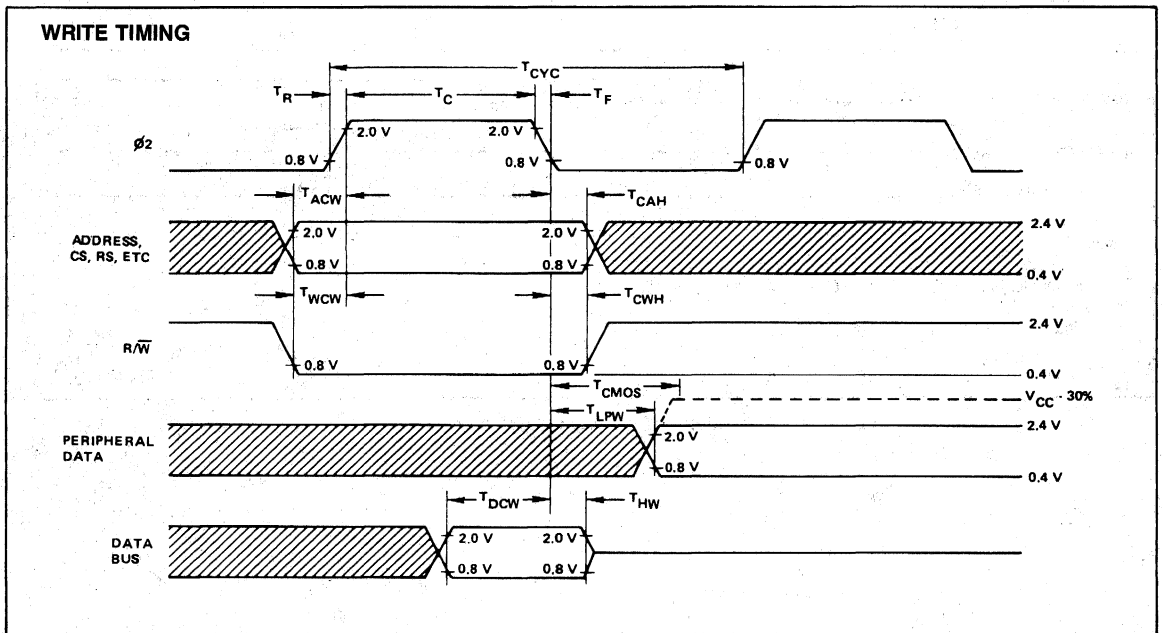 WRITE TIMING
TCYC
TR
TC
TF
ø2
2.0 V
2.0 V
0.8 V
0.8 V
0.8 V
TACW
TCAH
ADDRESS,
CS, RS, ETC
2.0 V
2.0 V
2.4 V
0.8 V
0.8 V
0.4 V
TWCW
TCWH
R/W̅
2.4 V
0.8 V
0.8 V
0.4 V
TCMOS
VCC - 30%
TLPW
PERIPHERAL
DATA
2.4 V
2.0 V
0.8 V
0.4 V
TDCW
THW
DATA
BUS
2.0 V
2.0 V
0.8 V
0.8 V